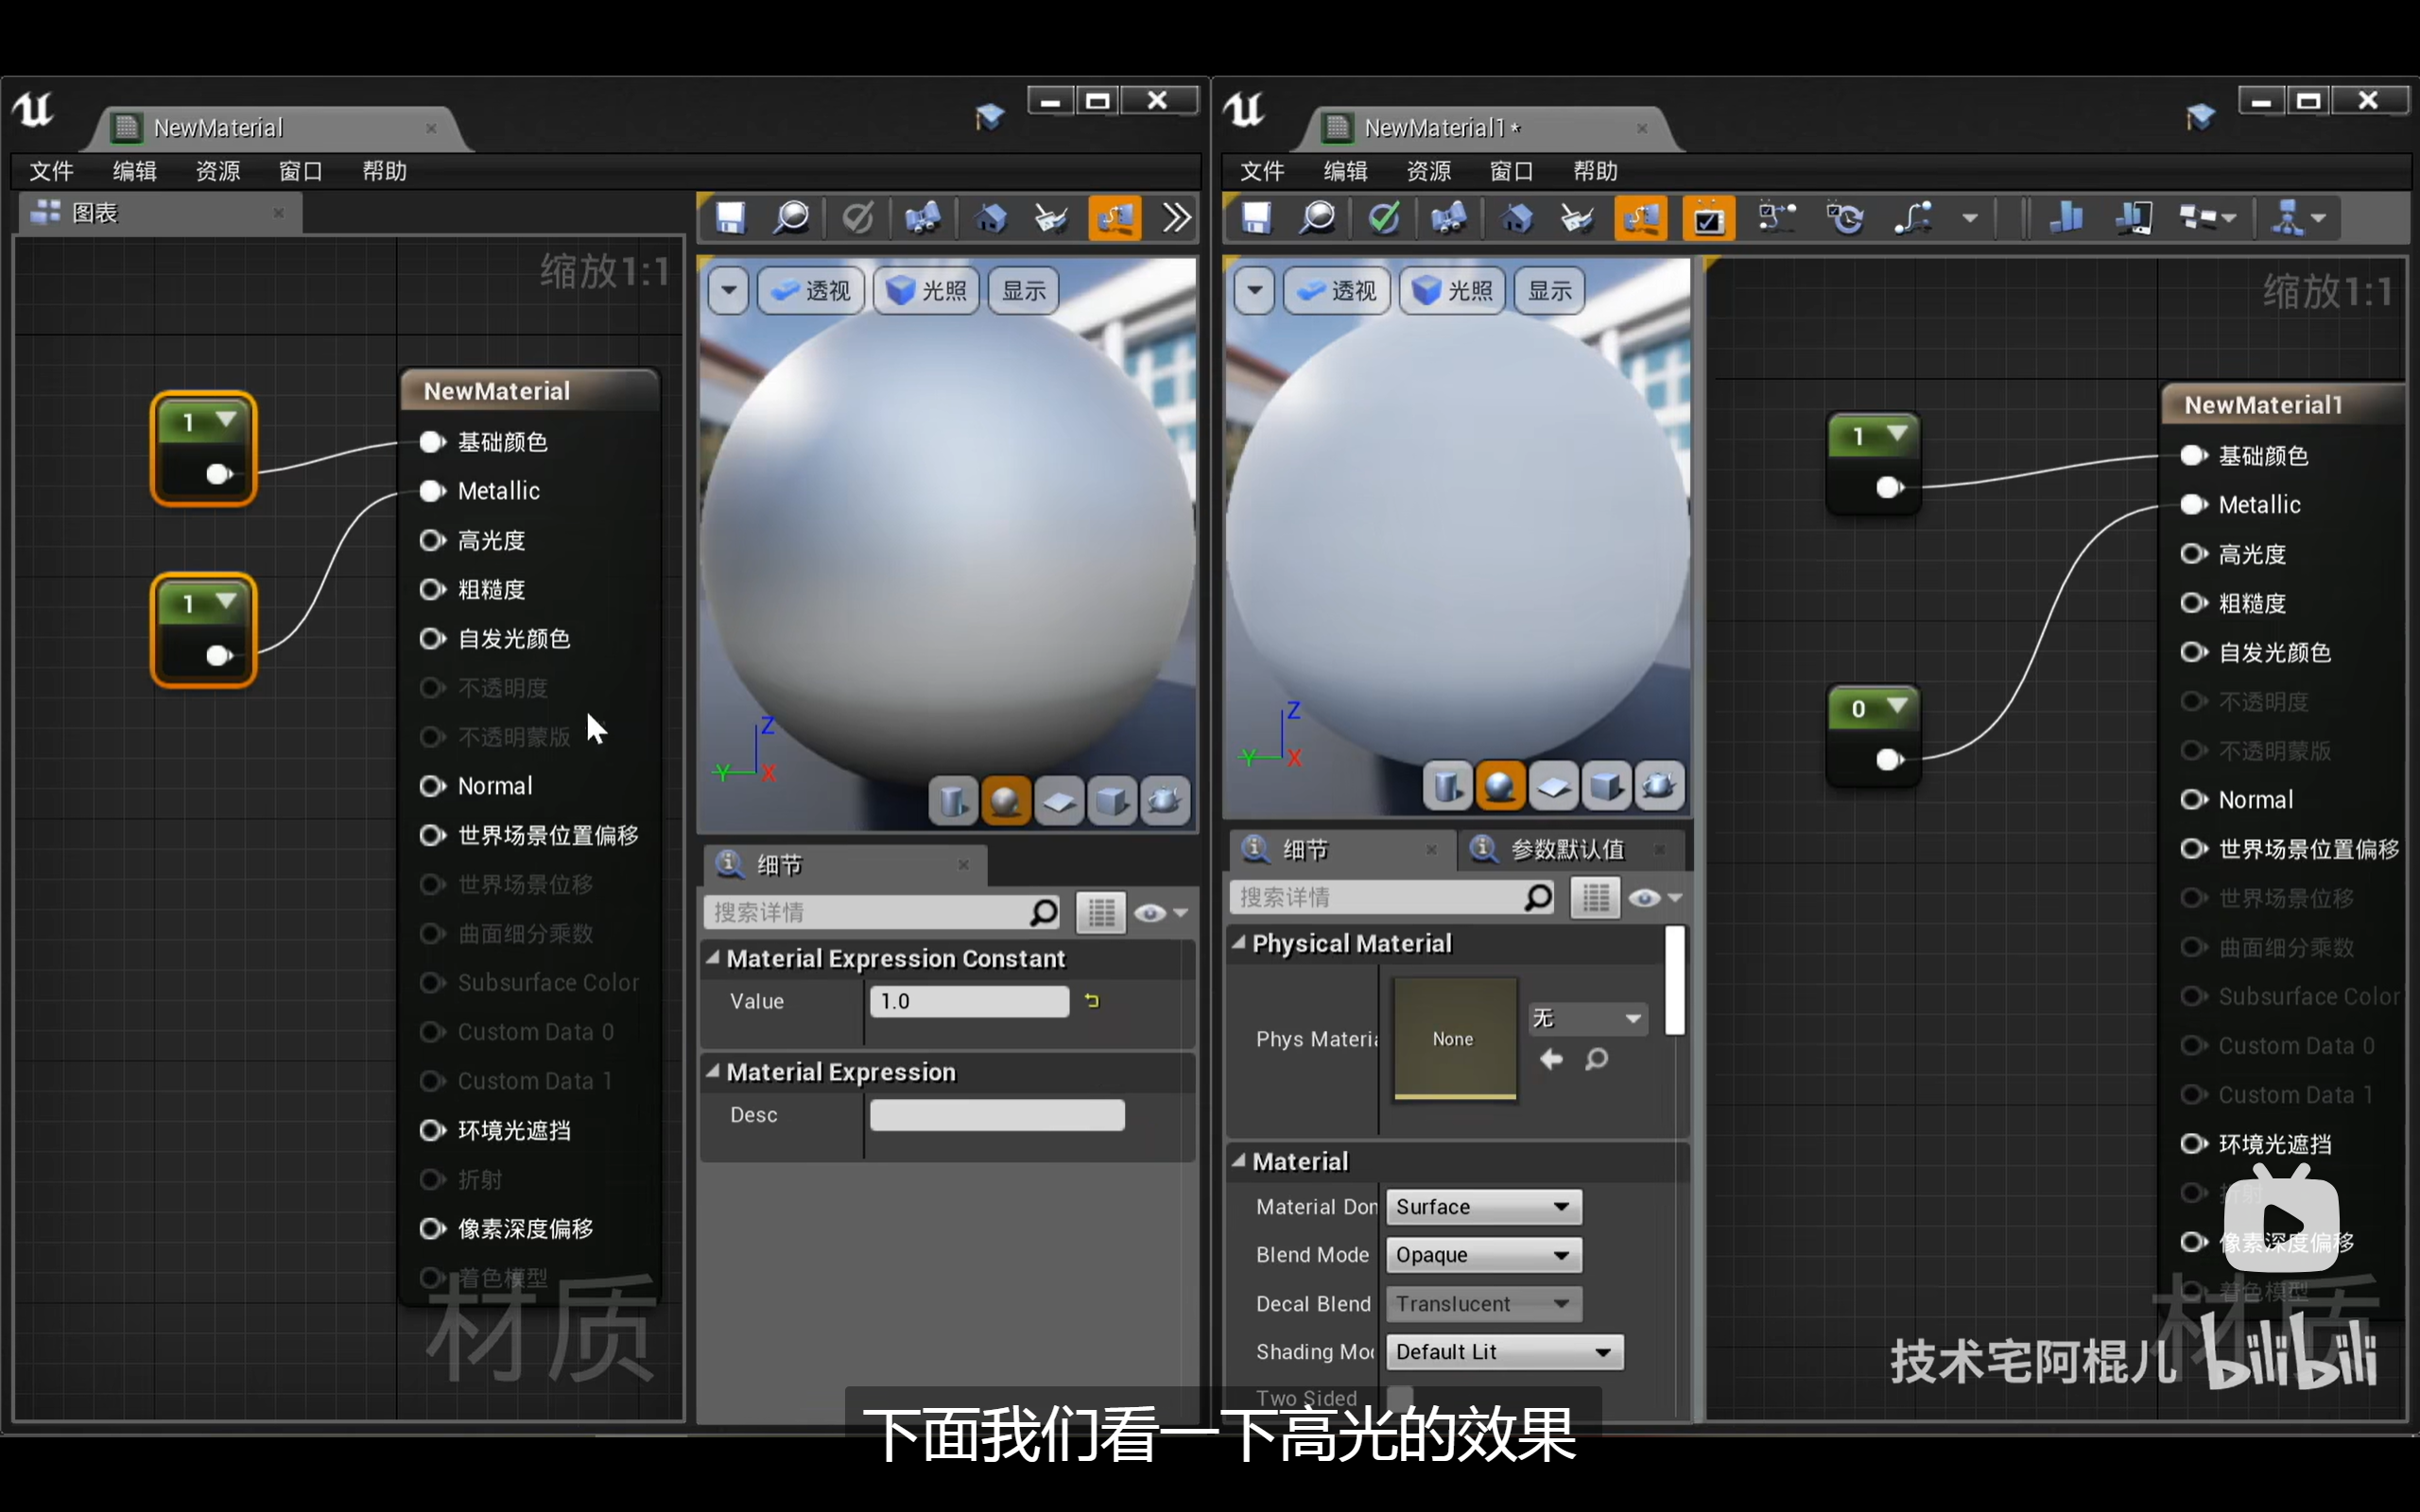 NewMaterial
文件 编辑 资源 窗口 帮助
图表
缩放1:1
1
1
NewMaterial
基础颜色
Metallic
高光度
粗糙度
自发光颜色
不透明度
不透明蒙版
Normal
世界场景位置偏移
世界场景位移
曲面细分乘数
Subsurface Color
Custom Data 0
Custom Data 1
环境光遮挡
折射
像素深度偏移
着色模型
材质
透视 光照 显示
Z
Y X
细节
搜索详情
Material Expression Constant
Value 1.0
Material Expression
Desc
NewMaterial1*
文件 编辑 资源 窗口 帮助
透视 光照 显示
Z
Y X
细节 参数默认值
搜索详情
Physical Material
Phys Materia
None
无
Material
Material Dom Surface
Blend Mode Opaque
Decal Blend Translucent
Shading Mod Default Lit
Two Sided
缩放1:1
1
0
NewMaterial1
基础颜色
Metallic
高光度
粗糙度
自发光颜色
不透明度
不透明蒙版
Normal
世界场景位置偏移
世界场景位移
曲面细分乘数
Subsurface Color
Custom Data 0
Custom Data 1
环境光遮挡
折射
像素深度偏移
着色模型
材质
技术宅阿棍儿 bilibili
下面我们看一下高光的效果